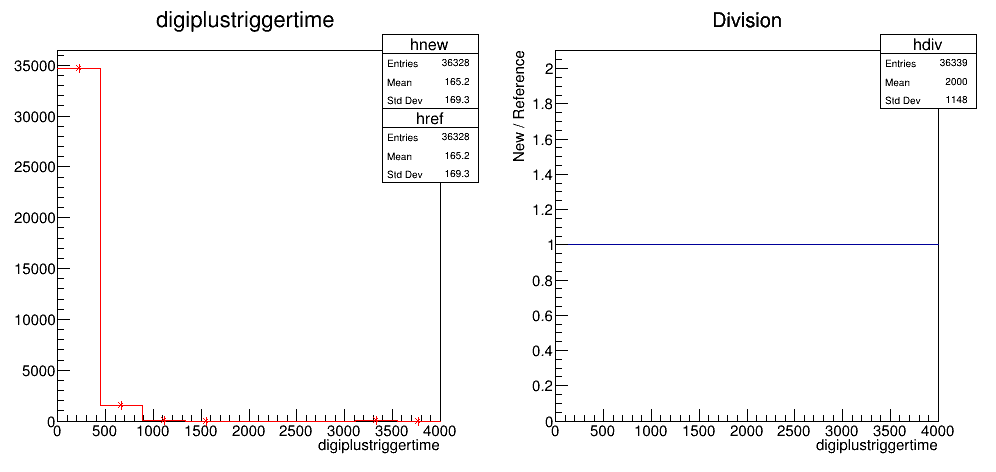 digiplustriggertime
hnew
Entries 36328
Mean 165.2
Std Dev 169.3
href
Entries 36328
Mean 165.2
Std Dev 169.3
35000
30000
25000
20000
15000
10000
5000
0
0 500 1000 1500 2000 2500 3000 3500 4000
digiplustriggertime
Division
hdiv
Entries 36339
Mean 2000
Std Dev 1148
New / Reference
2
1.8
1.6
1.4
1.2
1
0.8
0.6
0.4
0.2
0
0 500 1000 1500 2000 2500 3000 3500 4000
digiplustriggertime